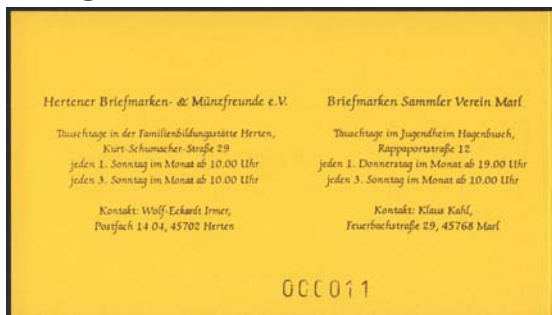 Hertener Briefmarken- & Münzfreunde e.V.
Tauschtage in der Familienbildungsstätte Herten,
Kurt-Schumacher-Straße 29
jeden 1. Sonntag im Monat ab 10.00 Uhr
jeden 3. Sonntag im Monat ab 10.00 Uhr
Kontakt: Wolf-Eckardt Irmer,
Postfach 14 04, 45702 Herten
Briefmarken Sammler Verein Marl
Tauschtage im Jugendheim Hagenbusch,
Rappaportstraße 12
jeden 1. Donnerstag im Monat ab 19.00 Uhr
jeden 3. Sonntag im Monat ab 10.00 Uhr
Kontakt: Klaus Kahl,
Feuerbachstraße 29, 45768 Marl
000011